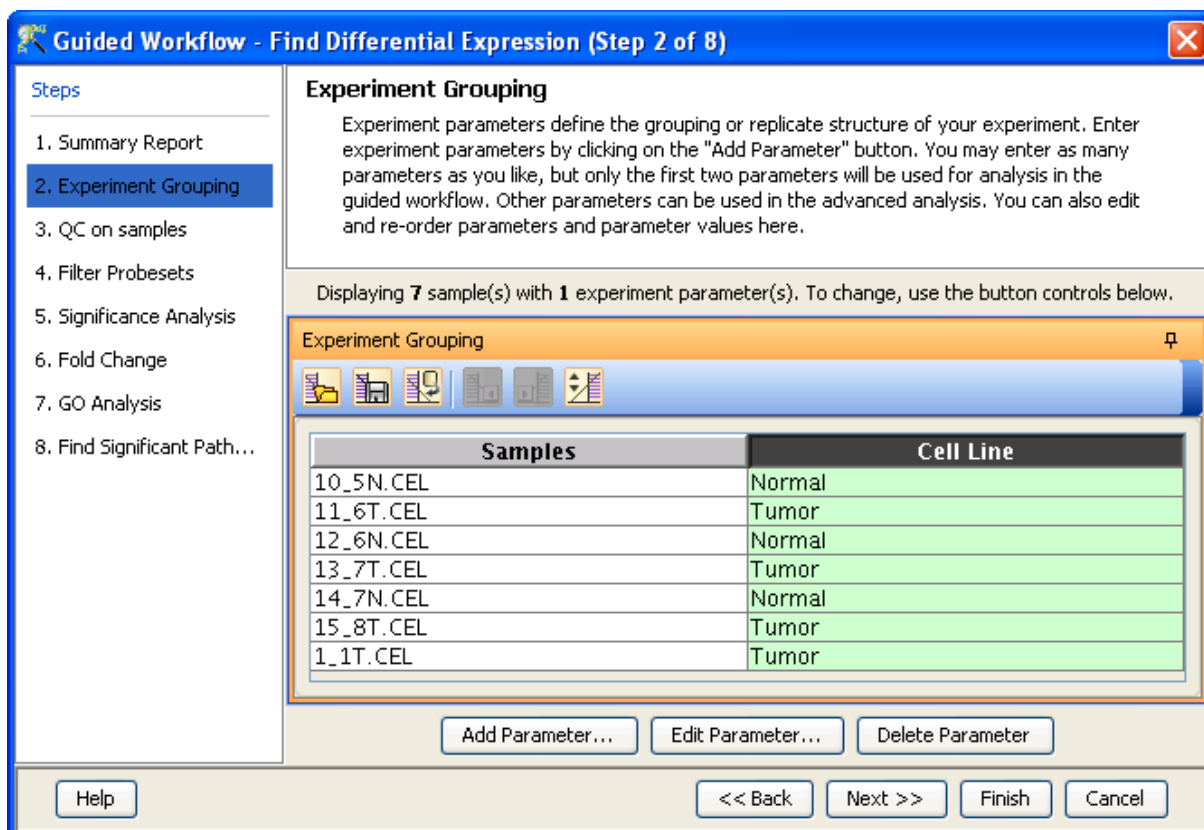 Guided Workflow - Find Differential Expression (Step 2 of 8)
Steps
1. Summary Report
2. Experiment Grouping
3. QC on samples
4. Filter Probesets
5. Significance Analysis
6. Fold Change
7. GO Analysis
8. Find Significant Path...
Experiment Grouping
Experiment parameters define the grouping or replicate structure of your experiment. Enter
experiment parameters by clicking on the "Add Parameter" button. You may enter as many
parameters as you like, but only the first two parameters will be used for analysis in the
guided workflow. Other parameters can be used in the advanced analysis. You can also edit
and re-order parameters and parameter values here.
Displaying 7 sample(s) with 1 experiment parameter(s). To change, use the button controls below.
Experiment Grouping
Samples Cell Line
10_5N.CEL Normal
11_6T.CEL Tumor
12_6N.CEL Normal
13_7T.CEL Tumor
14_7N.CEL Normal
15_8T.CEL Tumor
1_1T.CEL Tumor
Add Parameter... Edit Parameter... Delete Parameter
Help << Back Next >> Finish Cancel